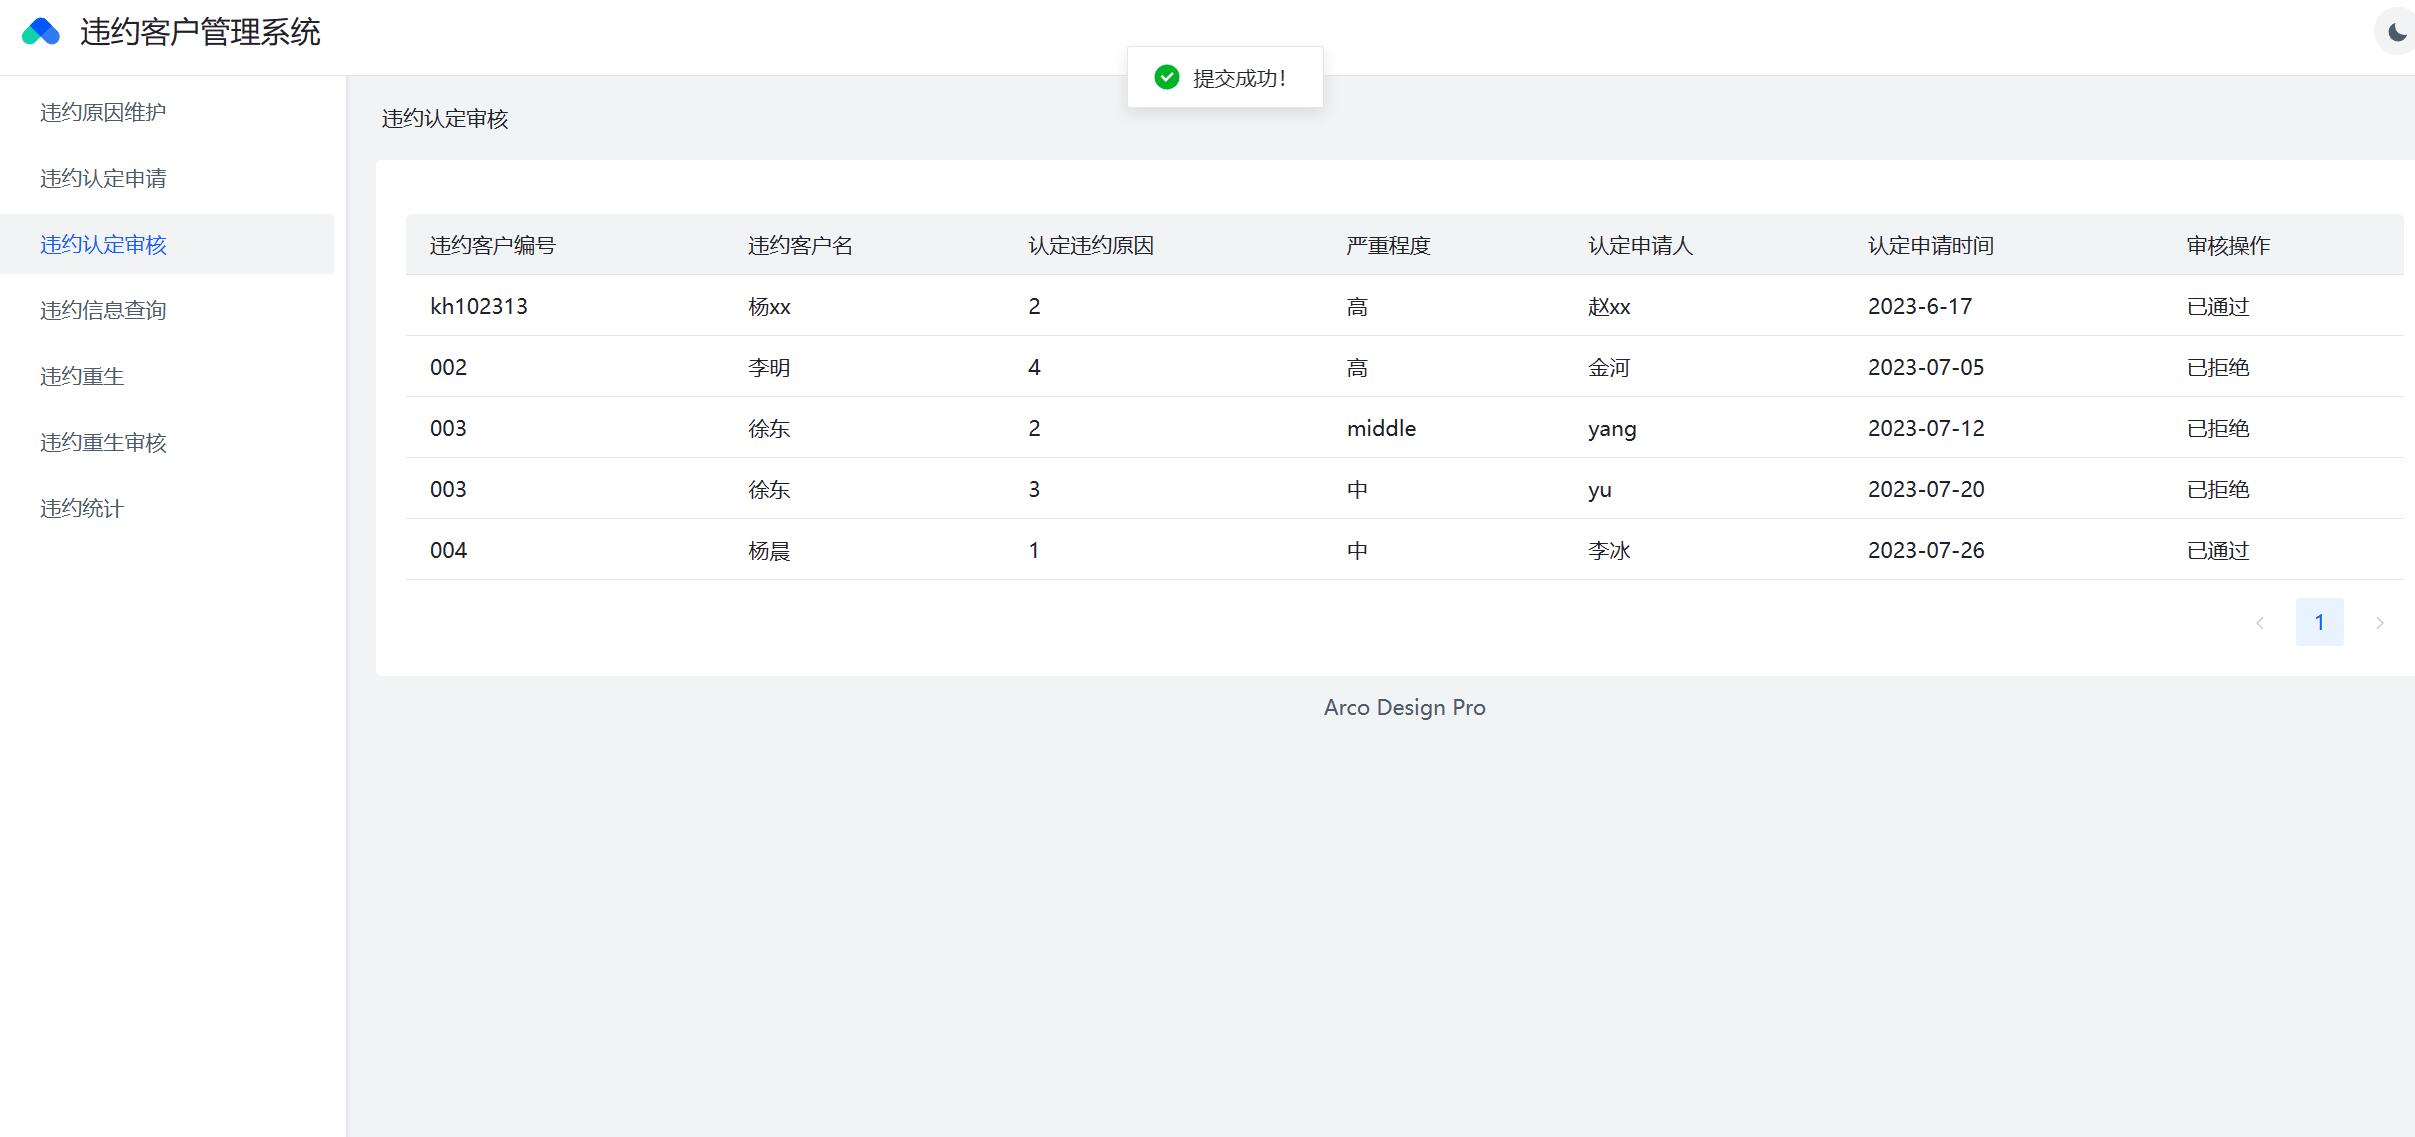 违约客户管理系统
提交成功！
违约原因维护
违约认定申请
违约认定审核
违约信息查询
违约重生
违约重生审核
违约统计
违约认定审核
违约客户编号 违约客户名 认定违约原因 严重程度 认定申请人 认定申请时间 审核操作
kh102313 杨xx 2 高 赵xx 2023-6-17 已通过
002 李明 4 高 金河 2023-07-05 已拒绝
003 徐东 2 middle yang 2023-07-12 已拒绝
003 徐东 3 中 yu 2023-07-20 已拒绝
004 杨晨 1 中 李冰 2023-07-26 已通过
1
Arco Design Pro